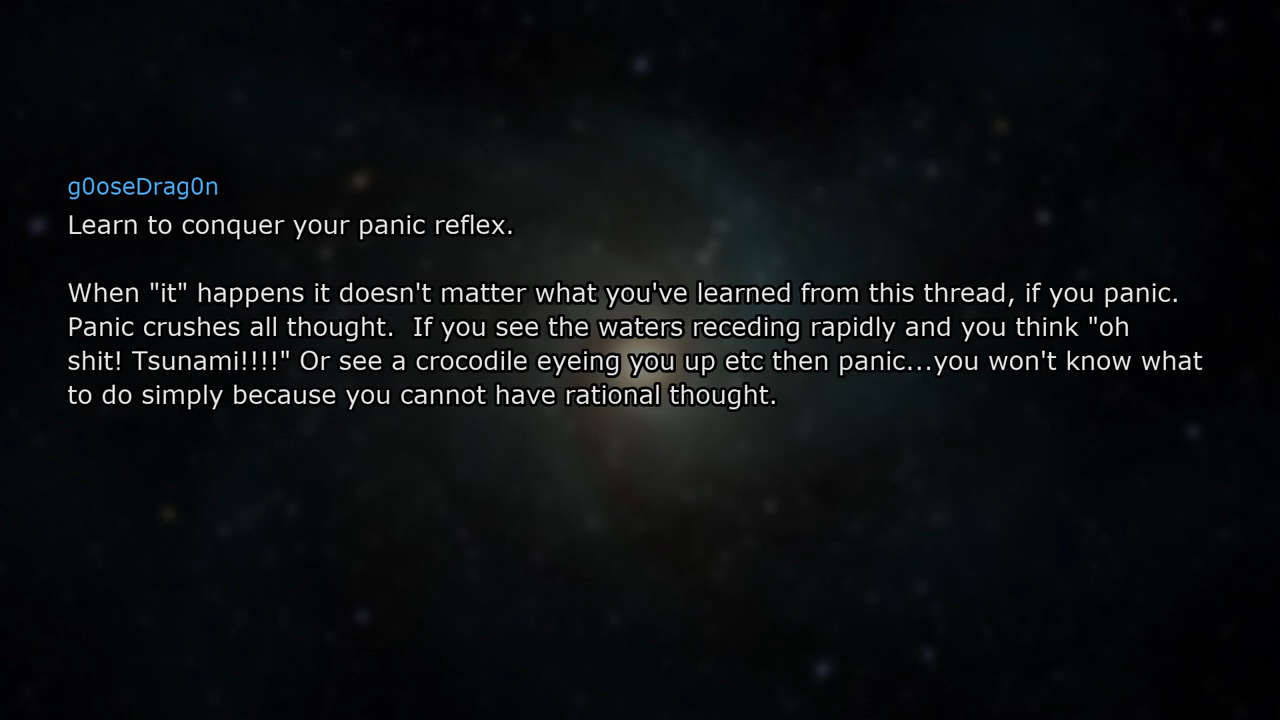 g0oseDrag0n
Learn to conquer your panic reflex.
When "it" happens it doesn't matter what you've learned from this thread, if you panic.
Panic crushes all thought.  If you see the waters receding rapidly and you think "oh
shit! Tsunami!!!!" Or see a crocodile eyeing you up etc then panic...you won't know what
to do simply because you cannot have rational thought.